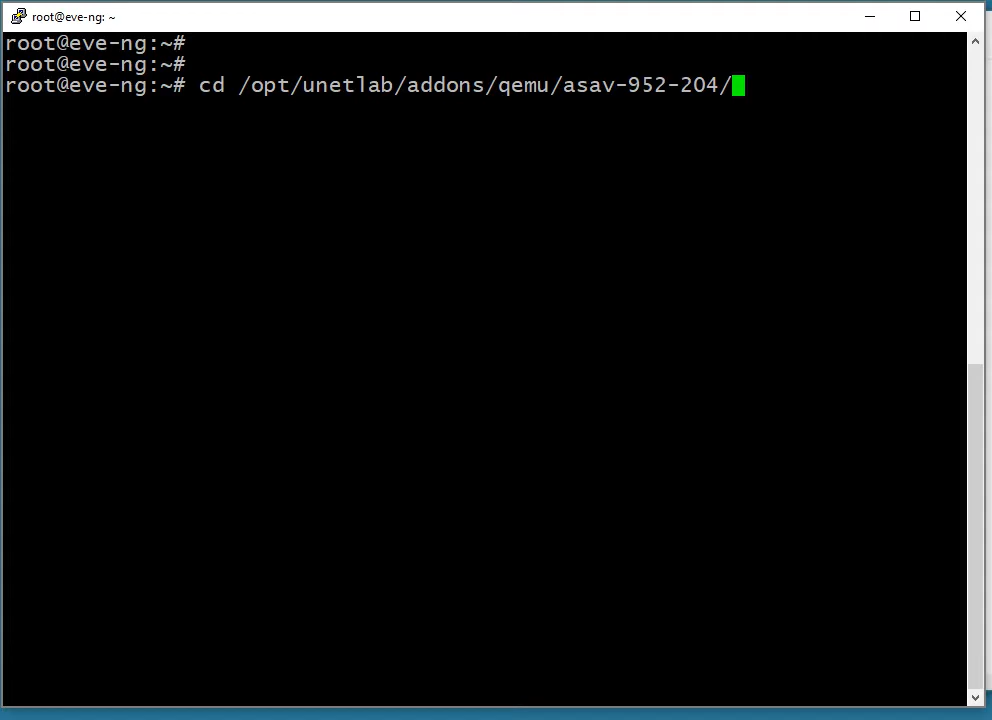 root@eve-ng: ~
root@eve-ng:~#
root@eve-ng:~#
root@eve-ng:~# cd /opt/unetlab/addons/qemu/asav-952-204/